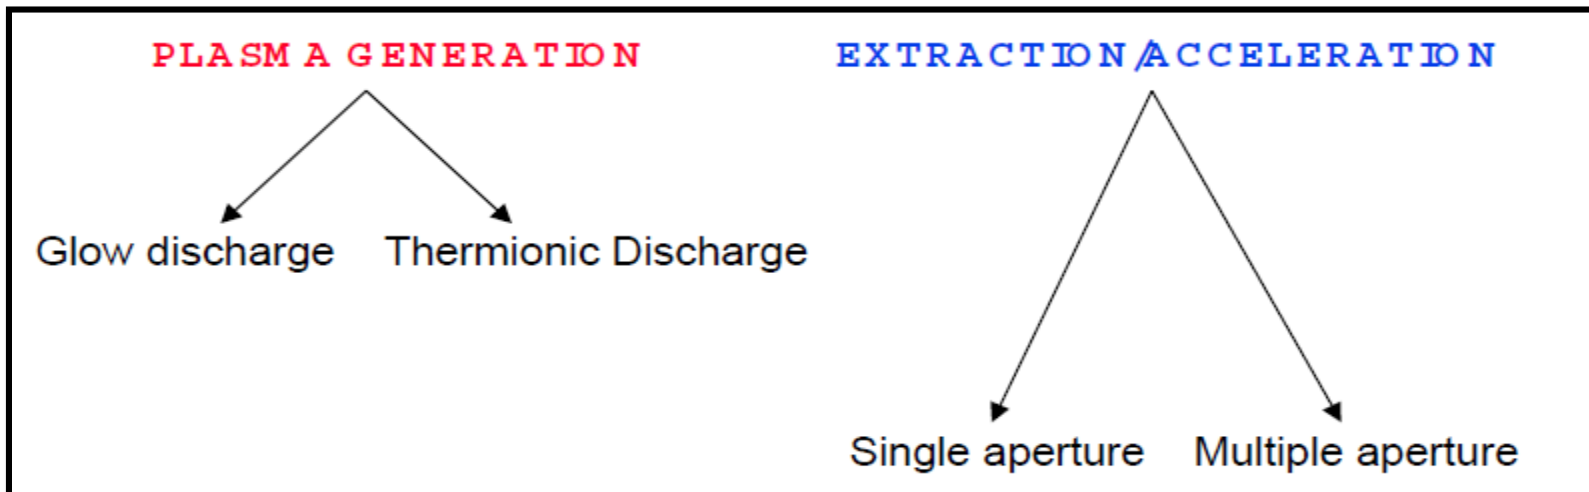 PLASMA GENERATION
EXTRACTION/ACCELERATION
Glow discharge
Thermionic Discharge
Single aperture
Multiple aperture